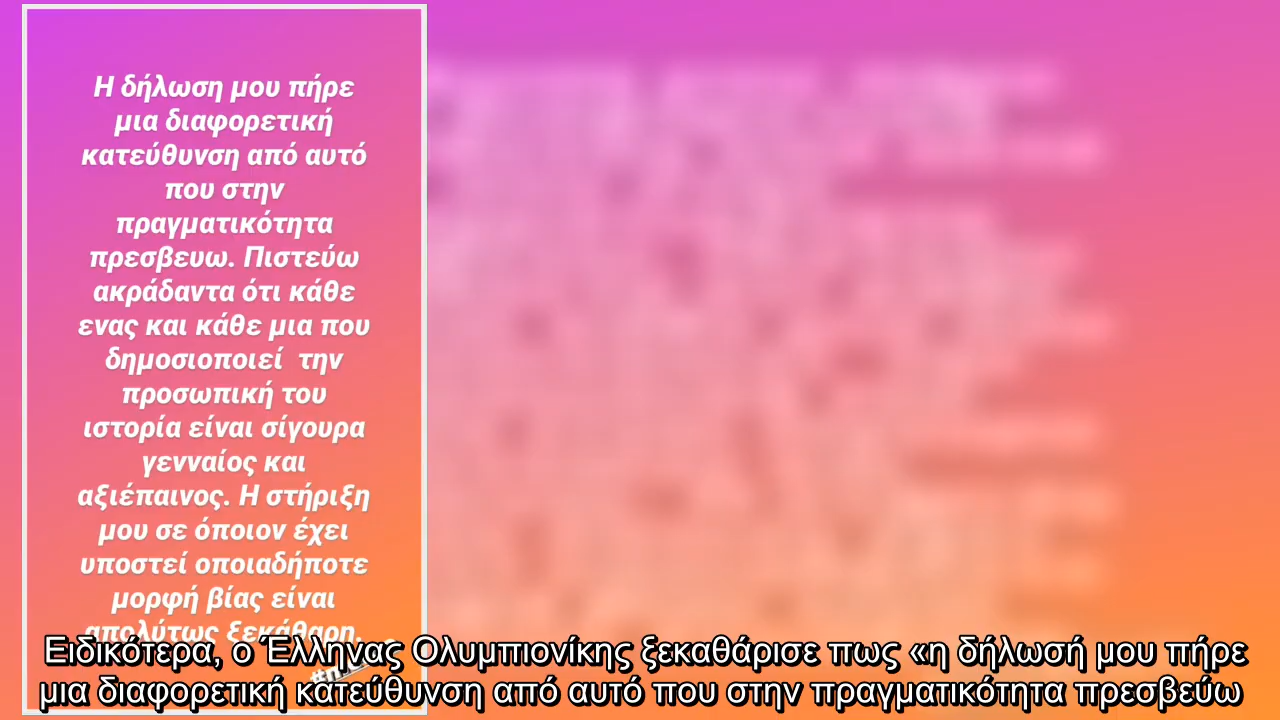 Η δήλωση μου πήρε
μια διαφορετική
κατεύθυνση από αυτό
που στην
πραγματικότητα
πρεσβευω. Πιστεύω
ακράδαντα ότι κάθε
ενας και κάθε μια που
δημοσιοποιεί την
προσωπική του
ιστορία είναι σίγουρα
γενναίος και
αξιέπαινος. Η στήριξη
μου σε όποιον έχει
υποστεί οποιαδήποτε
μορφή βίας είναι
απολύτως ξεκάθαρη.
Ειδικότερα, ο Έλληνας Ολυμπιονίκης ξεκαθάρισε πως «η δήλωσή μου πήρε
μια διαφορετική κατεύθυνση από αυτό που στην πραγματικότητα πρεσβεύω